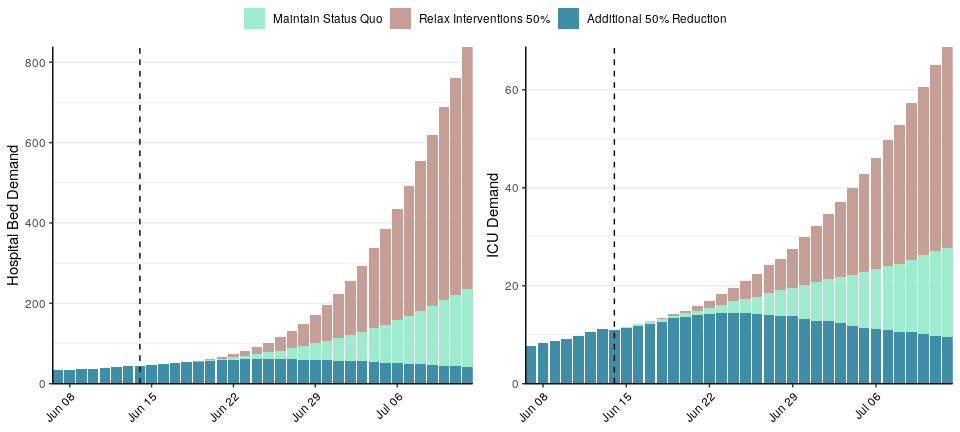 Maintain Status Quo Relax Interventions 50% Additional 50% Reduction
Hospital Bed Demand
800
600
400
200
0
Jun 08 Jun 15 Jun 22 Jun 29 Jul 06
ICU Demand
60
40
20
0
Jun 08 Jun 15 Jun 22 Jun 29 Jul 06